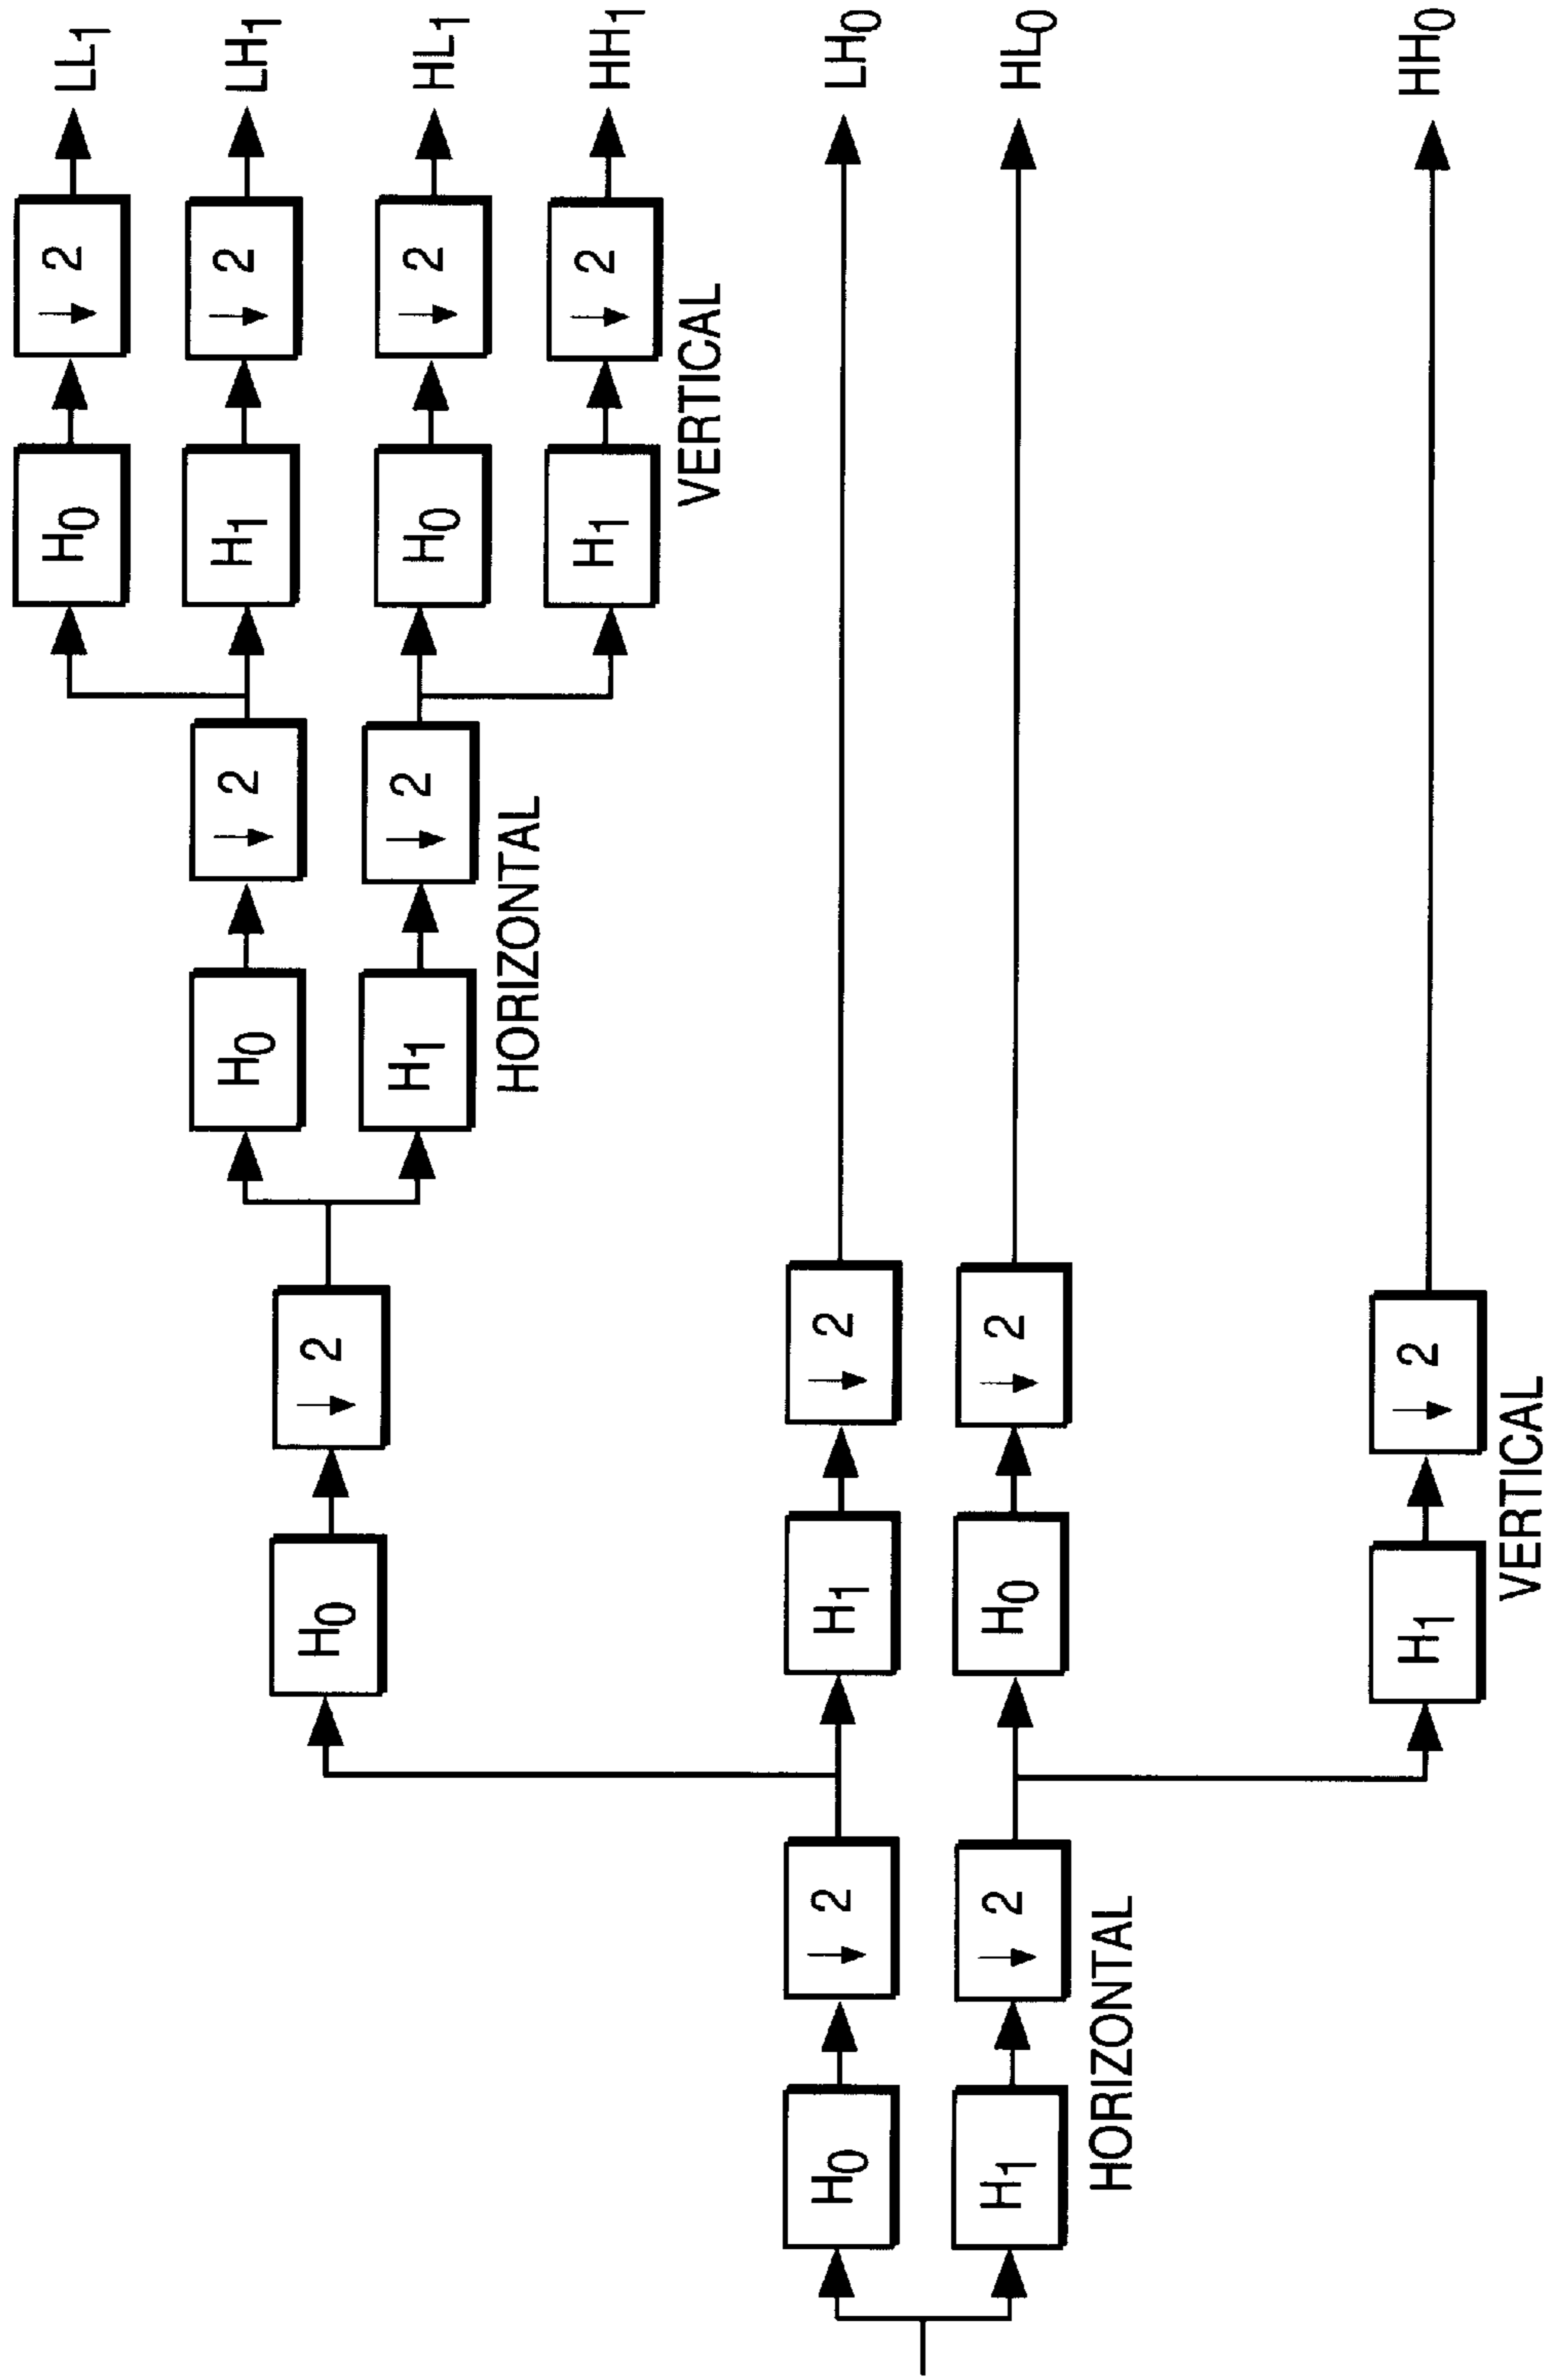 H₀ ↓ 2 LL₁
H₀ ↓ 2 H₁ ↓ 2 LH₁
H₀ ↓ 2
H₁ ↓ 2 H₀ ↓ 2 HL₁
HORIZONTAL
H₁ ↓ 2 HH₁
VERTICAL
H₀ ↓ 2 H₁ ↓ 2 LH₀
H₁ ↓ 2 H₀ ↓ 2 HL₀
HORIZONTAL
H₁ ↓ 2 HH₀
VERTICAL